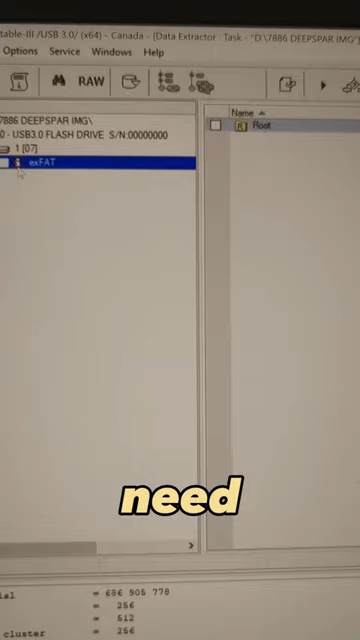 table-III /USB 3.0/ (x64) - Canada - [Data Extractor : Task - "D:\7886 DEEPSPAR IMG"
Options Service Windows Help
RAW
7886 DEEPSPAR IMG\
0 - USB3.0 FLASH DRIVE S/N:00000000
1 [07]
exFAT
Name
Root
need
ial = 686 905 778
= 256
= 512
cluster = 256